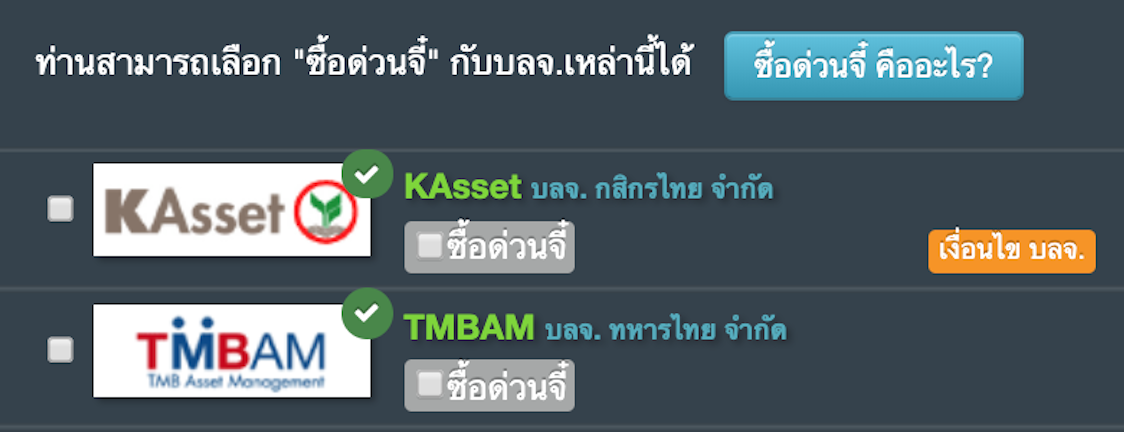 ท่านสามารถเลือก "ซื้อด่วนจี๋" กับบลจ.เหล่านี้ได้ ซื้อด่วนจี๋ คืออะไร?
KAsset KAsset บลจ. กสิกรไทย จำกัด
ซื้อด่วนจี๋ เงื่อนไข บลจ.
TMBAM TMBAM บลจ. ทหารไทย จำกัด
TMB Asset Management
ซื้อด่วนจี๋